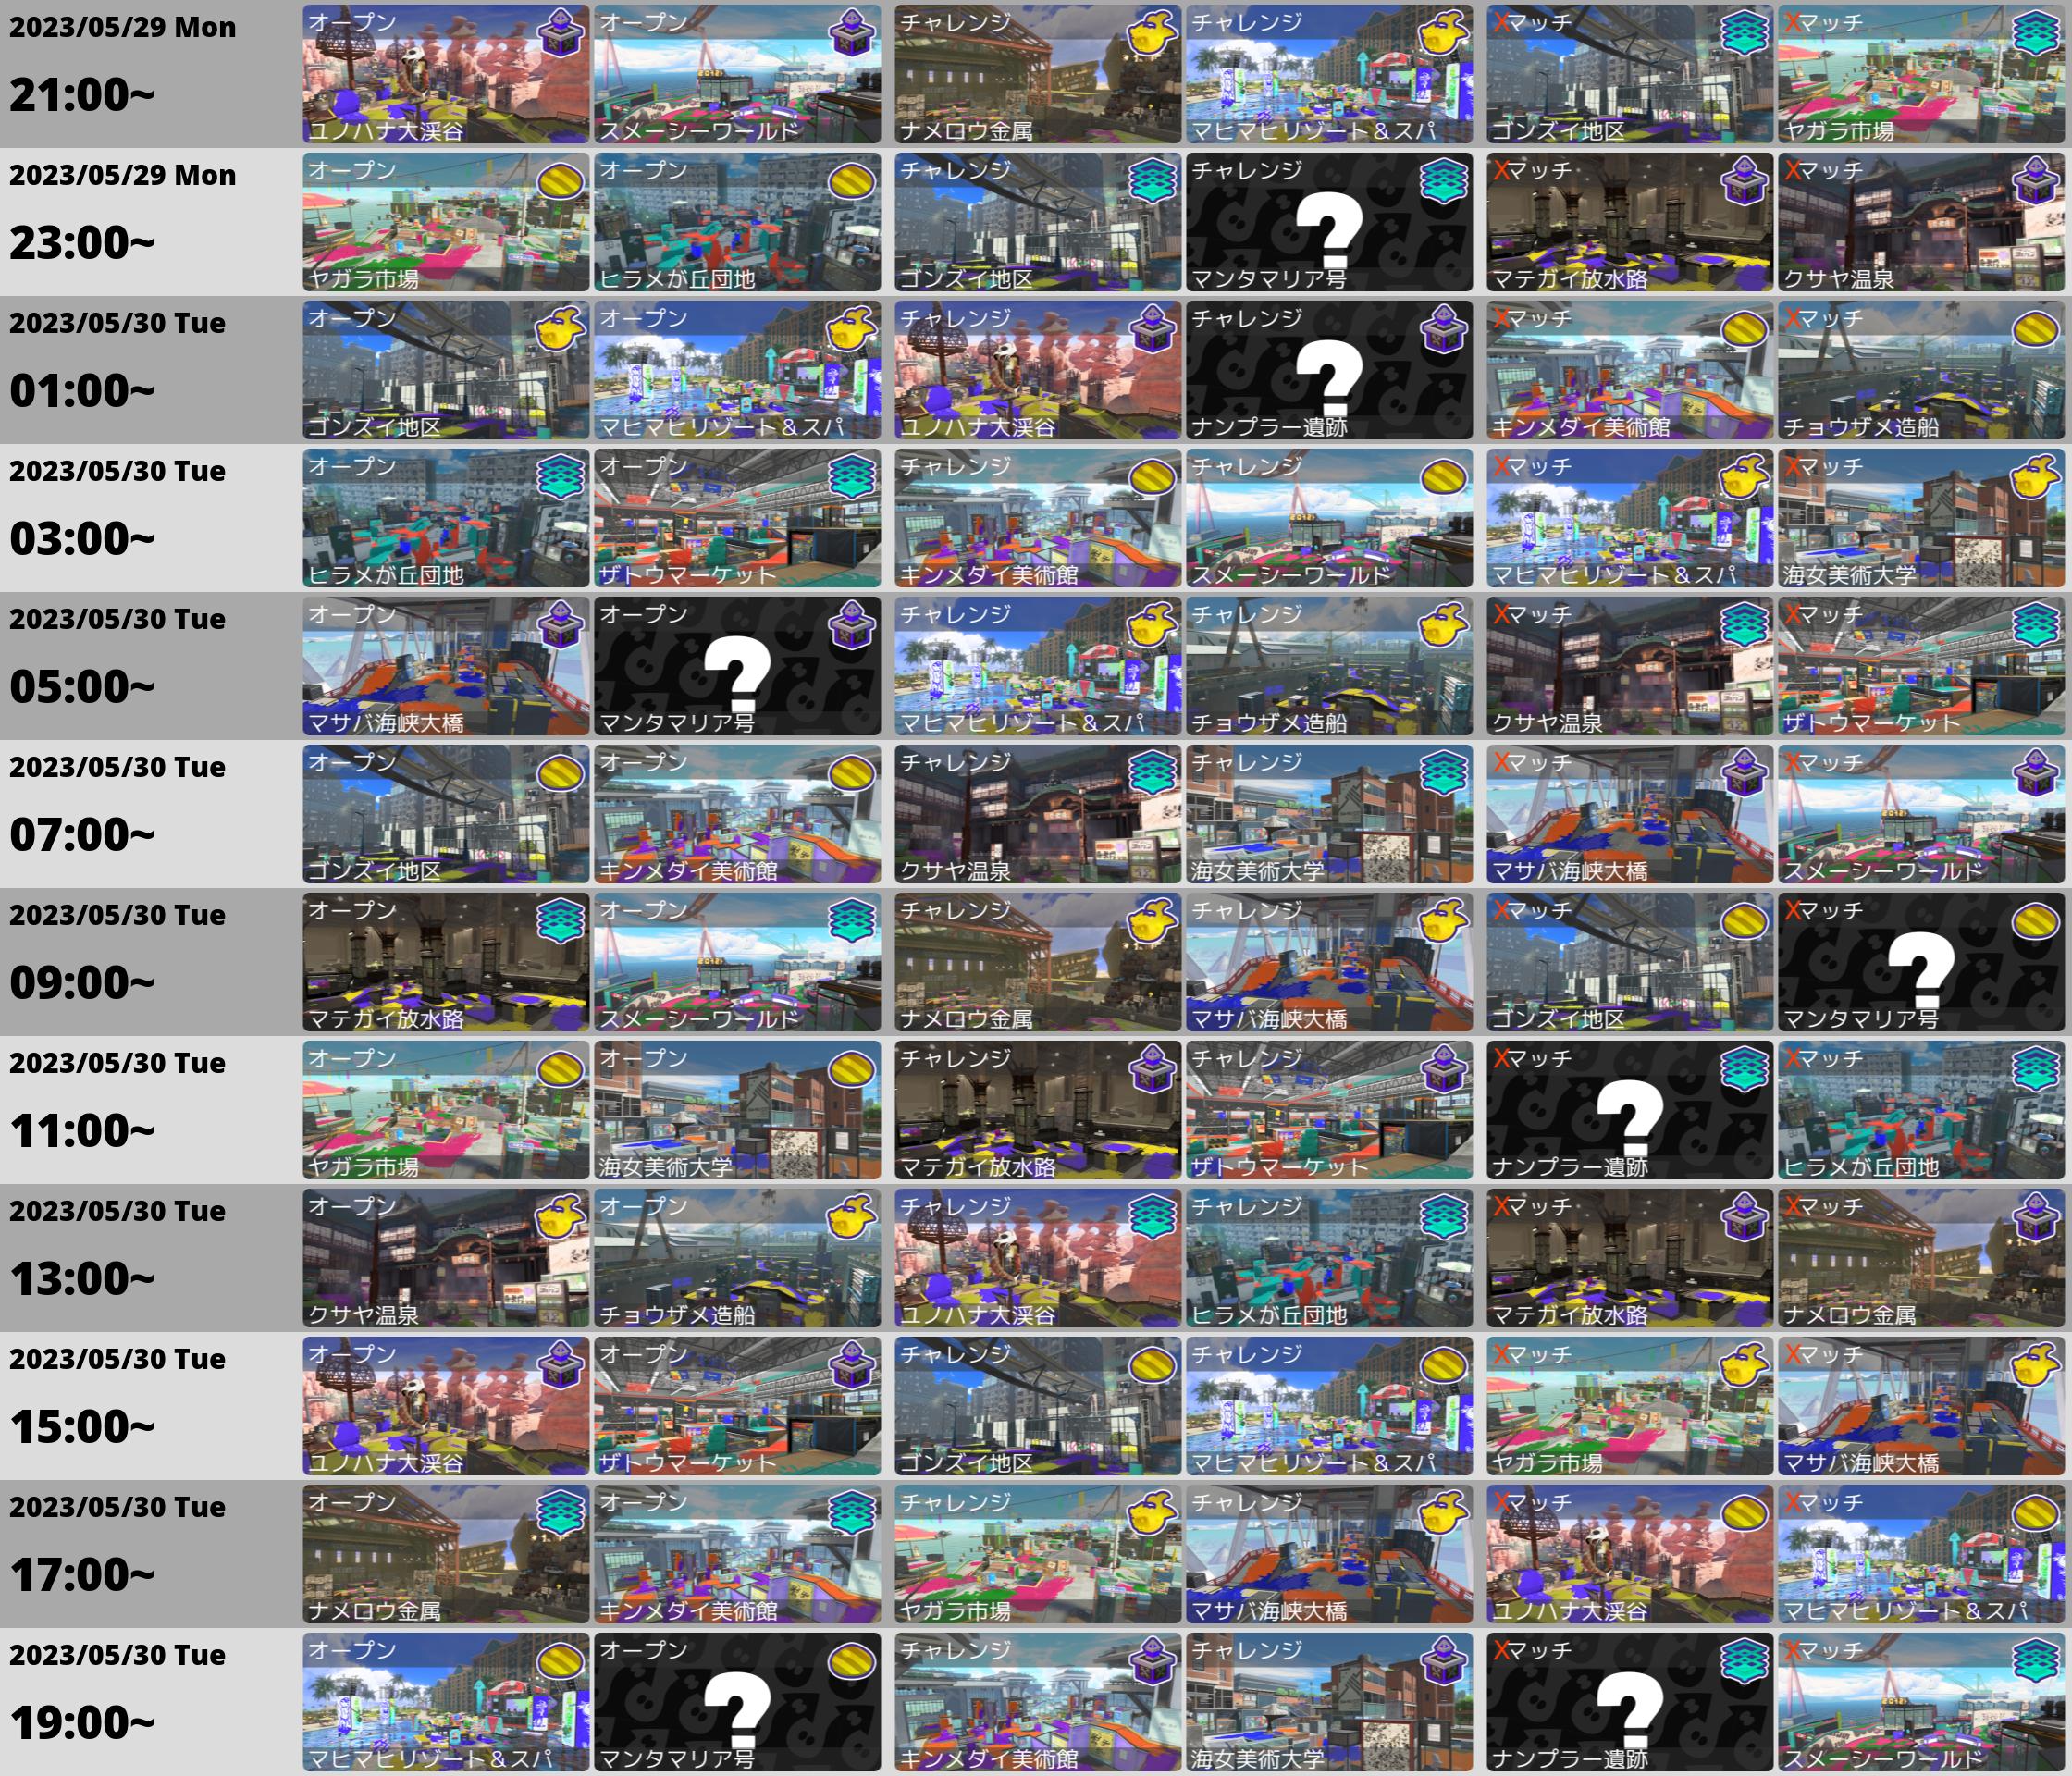 2023/05/29 Mon
21:00~
オープン
ユノハナ大渓谷
オープン
スメーシーワールド
チャレンジ
ナメロウ金属
チャレンジ
マヒマヒリゾート＆スパ
Xマッチ
ゴンズイ地区
Xマッチ
ヤガラ市場
2023/05/29 Mon
23:00~
オープン
ヤガラ市場
オープン
ヒラメが丘団地
チャレンジ
ゴンズイ地区
チャレンジ
?
マンタマリア号
Xマッチ
マテガイ放水路
Xマッチ
クサヤ温泉
2023/05/30 Tue
01:00~
オープン
ゴンズイ地区
オープン
マヒマヒリゾート＆スパ
チャレンジ
ユノハナ大渓谷
チャレンジ
?
ナンプラー遺跡
Xマッチ
キンメダイ美術館
Xマッチ
チョウザメ造船
2023/05/30 Tue
03:00~
オープン
ヒラメが丘団地
オープン
ザトウマーケット
チャレンジ
キンメダイ美術館
チャレンジ
スメーシーワールド
Xマッチ
マヒマヒリゾート＆スパ
Xマッチ
海女美術大学
2023/05/30 Tue
05:00~
オープン
マサバ海峡大橋
オープン
?
マンタマリア号
チャレンジ
マヒマヒリゾート＆スパ
チャレンジ
チョウザメ造船
Xマッチ
クサヤ温泉
Xマッチ
ザトウマーケット
2023/05/30 Tue
07:00~
オープン
ゴンズイ地区
オープン
キンメダイ美術館
チャレンジ
クサヤ温泉
チャレンジ
海女美術大学
Xマッチ
マサバ海峡大橋
Xマッチ
スメーシーワールド
2023/05/30 Tue
09:00~
オープン
マテガイ放水路
オープン
スメーシーワールド
チャレンジ
ナメロウ金属
チャレンジ
マサバ海峡大橋
Xマッチ
ゴンズイ地区
Xマッチ
?
マンタマリア号
2023/05/30 Tue
11:00~
オープン
ヤガラ市場
オープン
海女美術大学
チャレンジ
マテガイ放水路
チャレンジ
ザトウマーケット
Xマッチ
?
ナンプラー遺跡
Xマッチ
ヒラメが丘団地
2023/05/30 Tue
13:00~
オープン
クサヤ温泉
オープン
チョウザメ造船
チャレンジ
ユノハナ大渓谷
チャレンジ
ヒラメが丘団地
Xマッチ
マテガイ放水路
Xマッチ
ナメロウ金属
2023/05/30 Tue
15:00~
オープン
ユノハナ大渓谷
オープン
ザトウマーケット
チャレンジ
ゴンズイ地区
チャレンジ
マヒマヒリゾート＆スパ
Xマッチ
ヤガラ市場
Xマッチ
マサバ海峡大橋
2023/05/30 Tue
17:00~
オープン
ナメロウ金属
オープン
キンメダイ美術館
チャレンジ
ヤガラ市場
チャレンジ
マサバ海峡大橋
Xマッチ
ユノハナ大渓谷
Xマッチ
マヒマヒリゾート＆スパ
2023/05/30 Tue
19:00~
オープン
マヒマヒリゾート＆スパ
オープン
?
マンタマリア号
チャレンジ
キンメダイ美術館
チャレンジ
海女美術大学
Xマッチ
?
ナンプラー遺跡
Xマッチ
スメーシーワールド